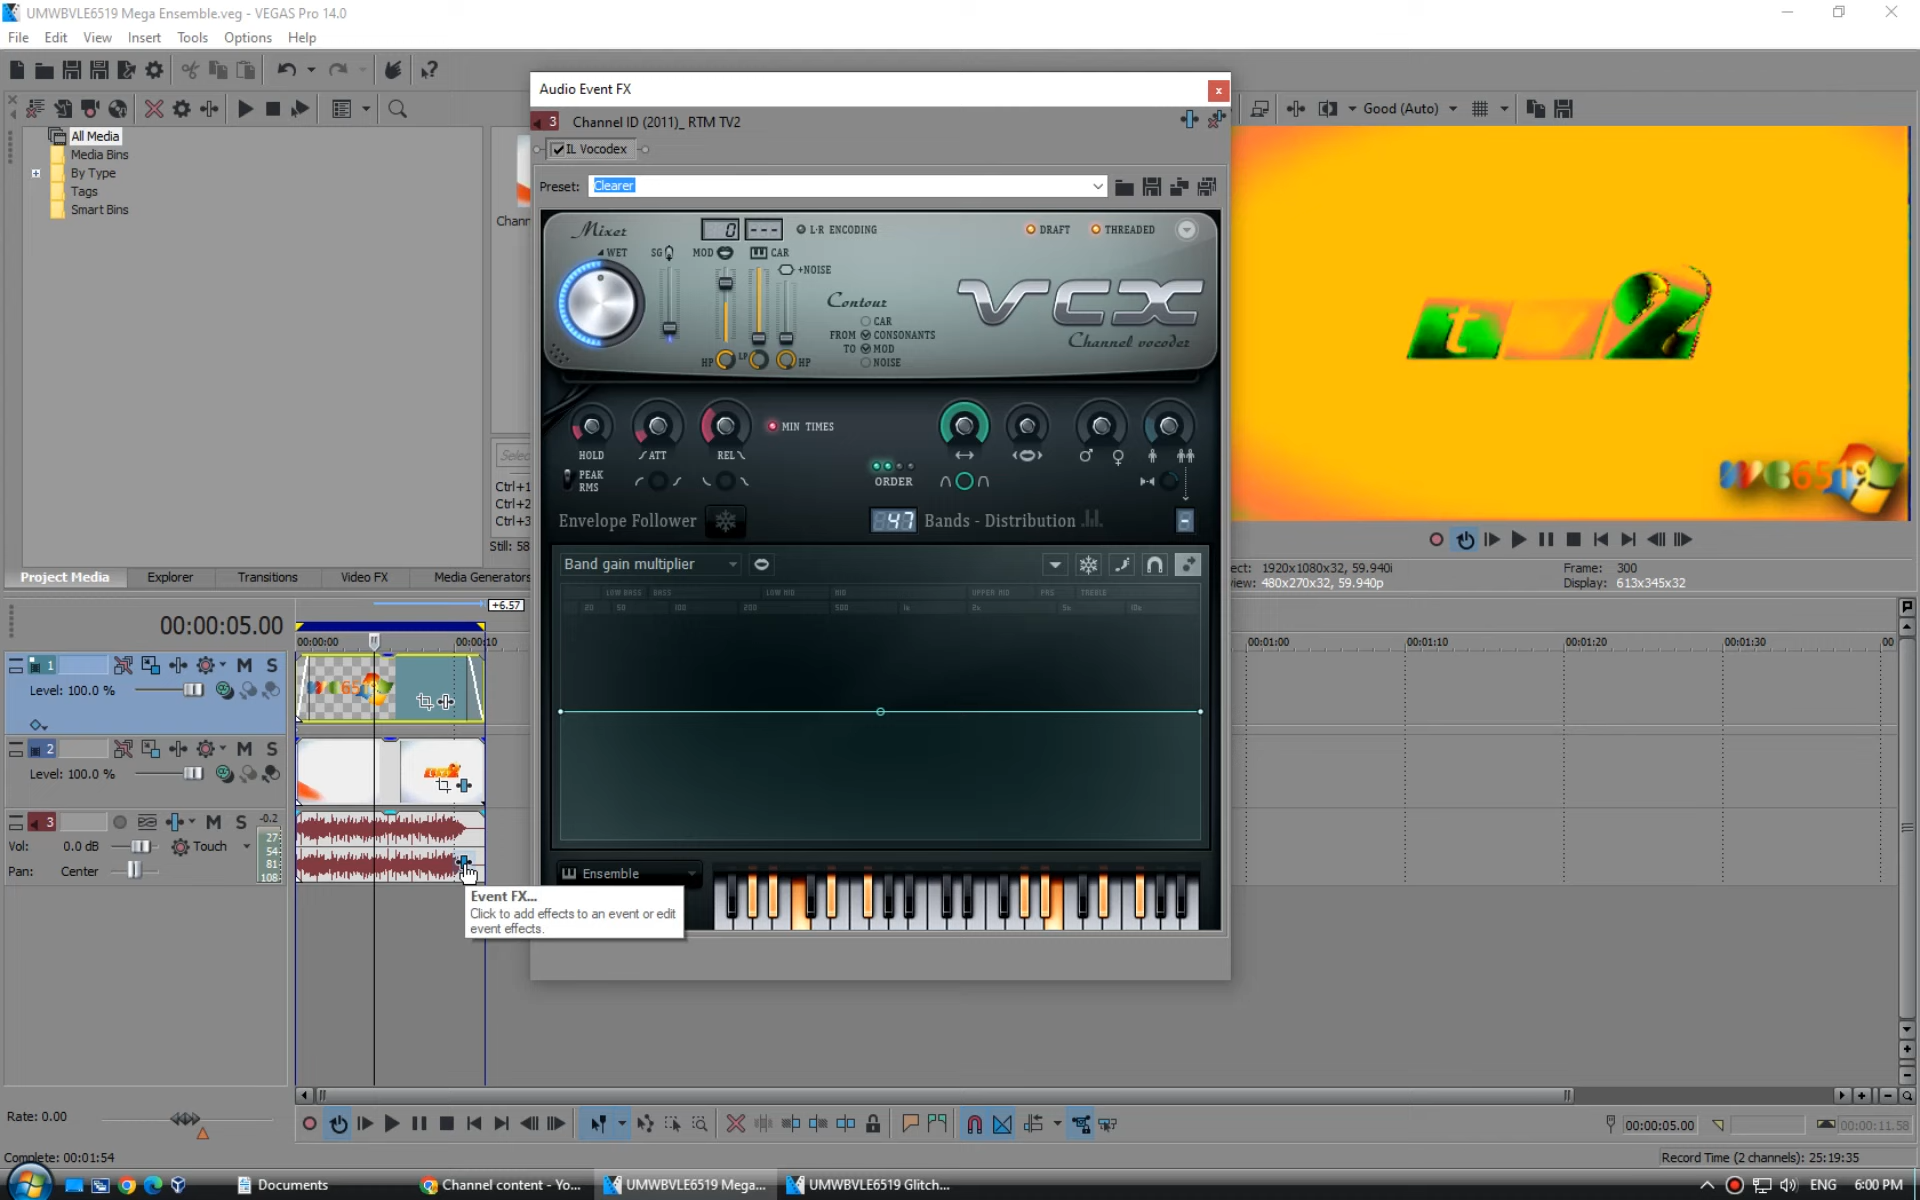 UMWBVLE6519 Mega Ensemble.veg - VEGAS Pro 14.0
File Edit View Insert Tools Options Help
Audio Event FX
x
3 Channel ID (2011)_ RTM TV2
Good (Auto)
IL Vocodex
Preset: Clearer
All Media
Media Bins
By Type
Tags
Smart Bins
Chann
Mixer
0 ---
L-R ENCODING
DRAFT
THREADED
WET SG MOD CAR
+NOISE
Contour
CAR
FROM CONSONANTS
TO MOD
NOISE
HP LP HP
VCX
Channel vocoder
t 2
6519
HOLD ATT REL
MIN TIMES
PEAK
RMS
ORDER
Envelope Follower
47 Bands - Distribution
Selec
Ctrl+1
Ctrl+2
Ctrl+3
Still: 58
Band gain multiplier
LOW BASS BASS LOW MID MID UPPER MID PRS TREBLE
20 50 100 200 500 1k 2k 5k 10k
Ensemble
Project Media Explorer Transitions Video FX Media Generators
ect: 1920x1080x32, 59.940i
iew: 480x270x32, 59.940p
Frame: 300
Display: 613x345x32
+6.57
00:00:05.00
00:00:00 00:00:10 00:01:00 00:01:10 00:01:20 00:01:30 00
1 M S
Level: 100.0 %
2 M S
Level: 100.0 %
3 M S -0.2
Vol: 0.0 dB Touch
Pan: Center
27
54
81
108
Event FX...
Click to add effects to an event or edit
event effects.
Rate: 0.00
00:00:05.00
00:00:11.58
Complete: 00:01:54
Record Time (2 channels): 25:19:35
Documents
Channel content - Yo...
UMWBVLE6519 Mega...
UMWBVLE6519 Glitch...
ENG
6:00 PM